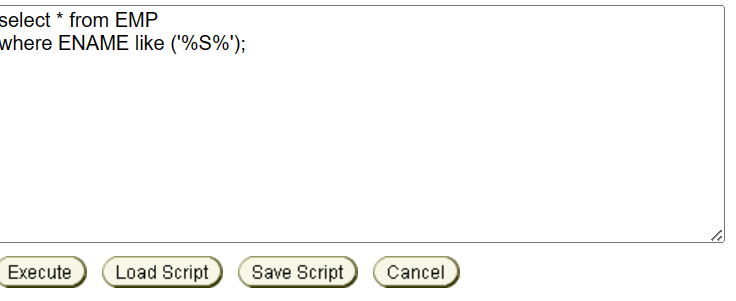 select * from EMP
where ENAME like ('%S%');
Execute
Load Script
Save Script
Cancel